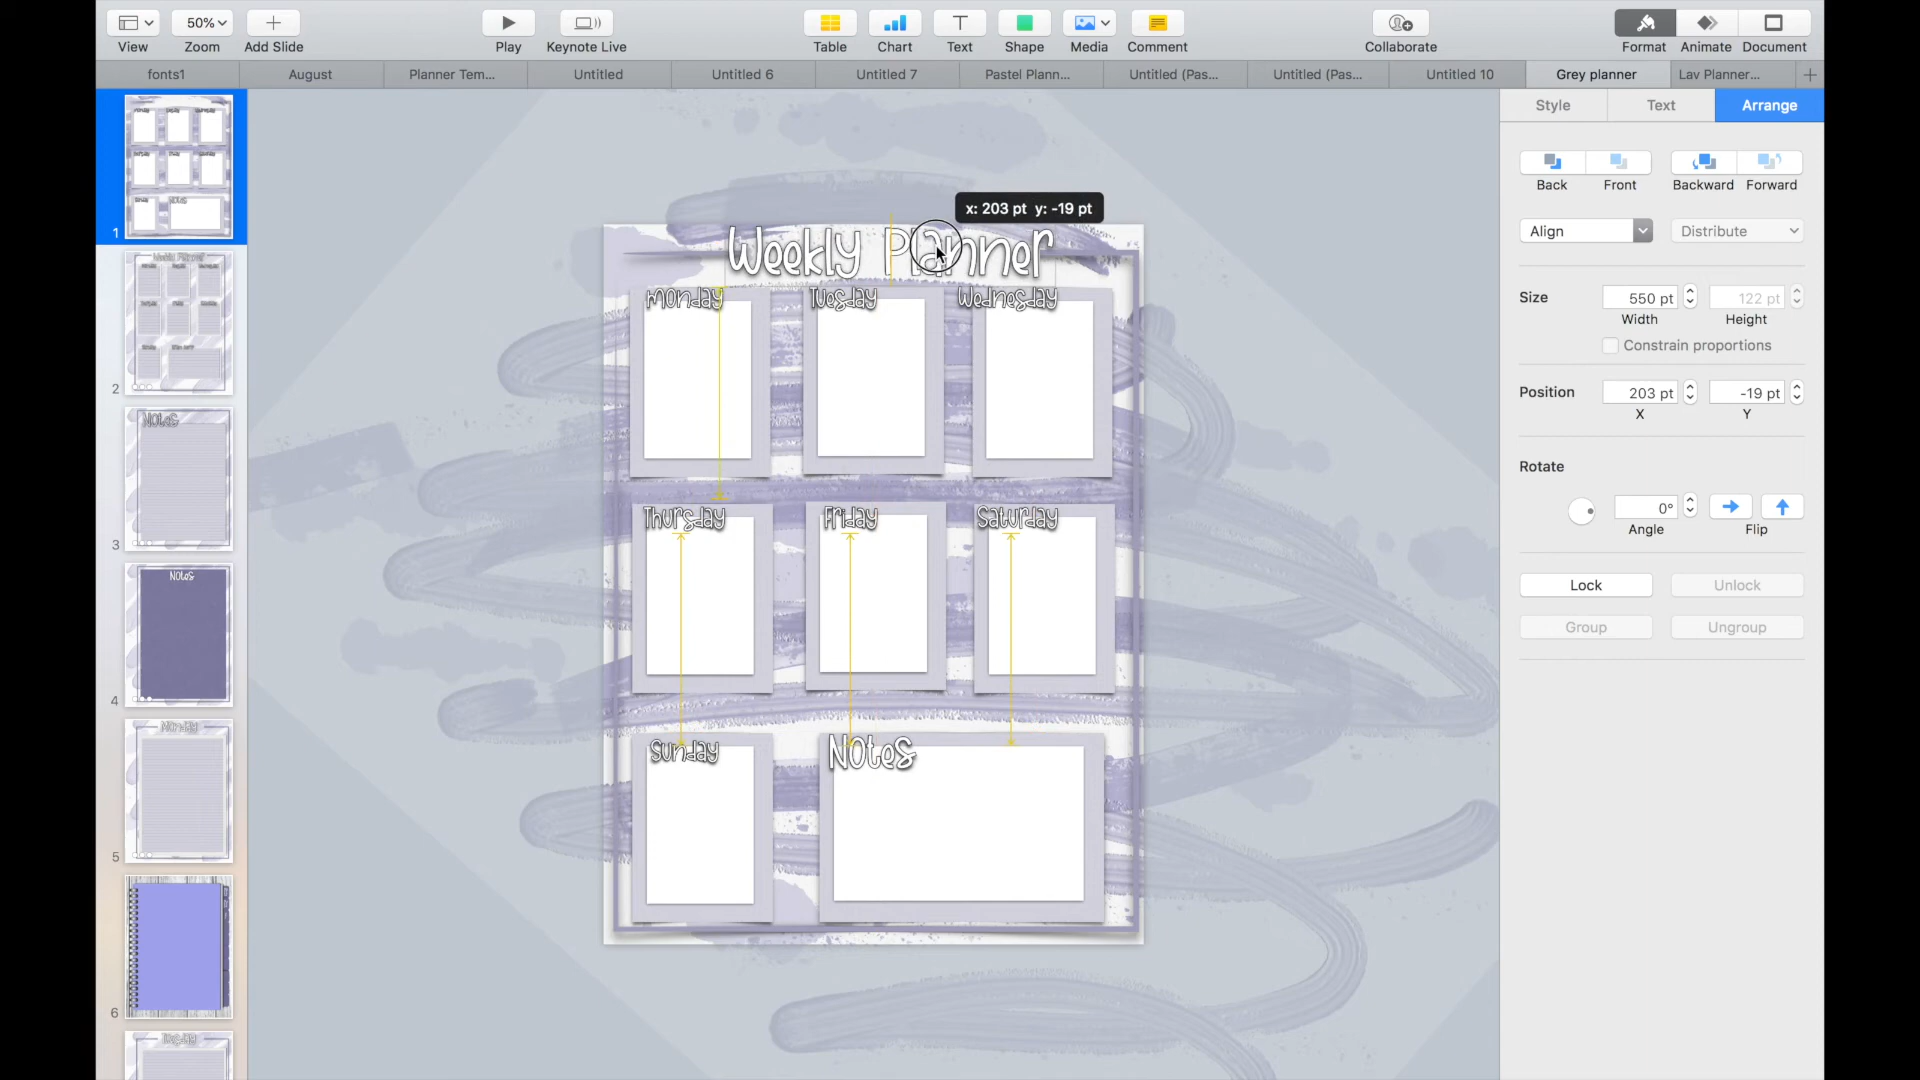 50%
View Zoom Add Slide Play Keynote Live Table Chart Text Shape Media Comment Collaborate Format Animate Document
fonts1 August Planner Tem... Untitled Untitled 6 Untitled 7 Pastel Plann... Untitled (Pas... Untitled (Pas... Untitled 10 Grey planner Lav Planner...
1
2
NOtes
3
NOtes
4
Monday
5
6
Tuesday
x: 203 pt y: -19 pt
Weekly Planner
Monday Tuesday Wednesday
Thursday Friday Saturday
Sunday NOtes
Style Text Arrange
Back Front Backward Forward
Align Distribute
Size 550 pt 122 pt
Width Height
Constrain proportions
Position 203 pt -19 pt
X Y
Rotate
0°
Angle Flip
Lock Unlock
Group Ungroup